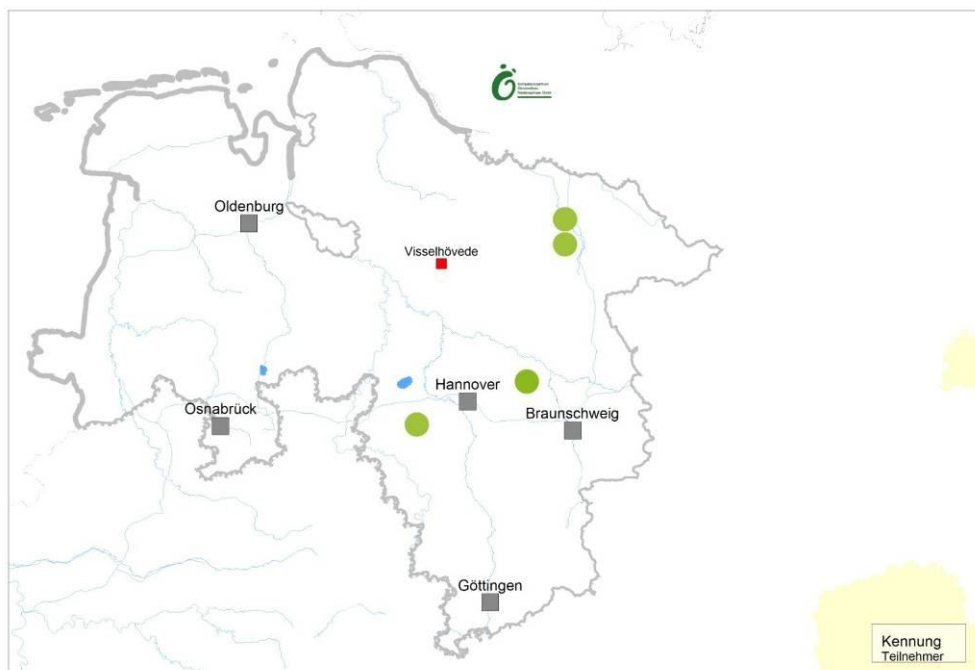 Oldenburg
Visselhövede
Hannover
Osnabrück
Braunschweig
Göttingen
Kennung
Teilnehmer